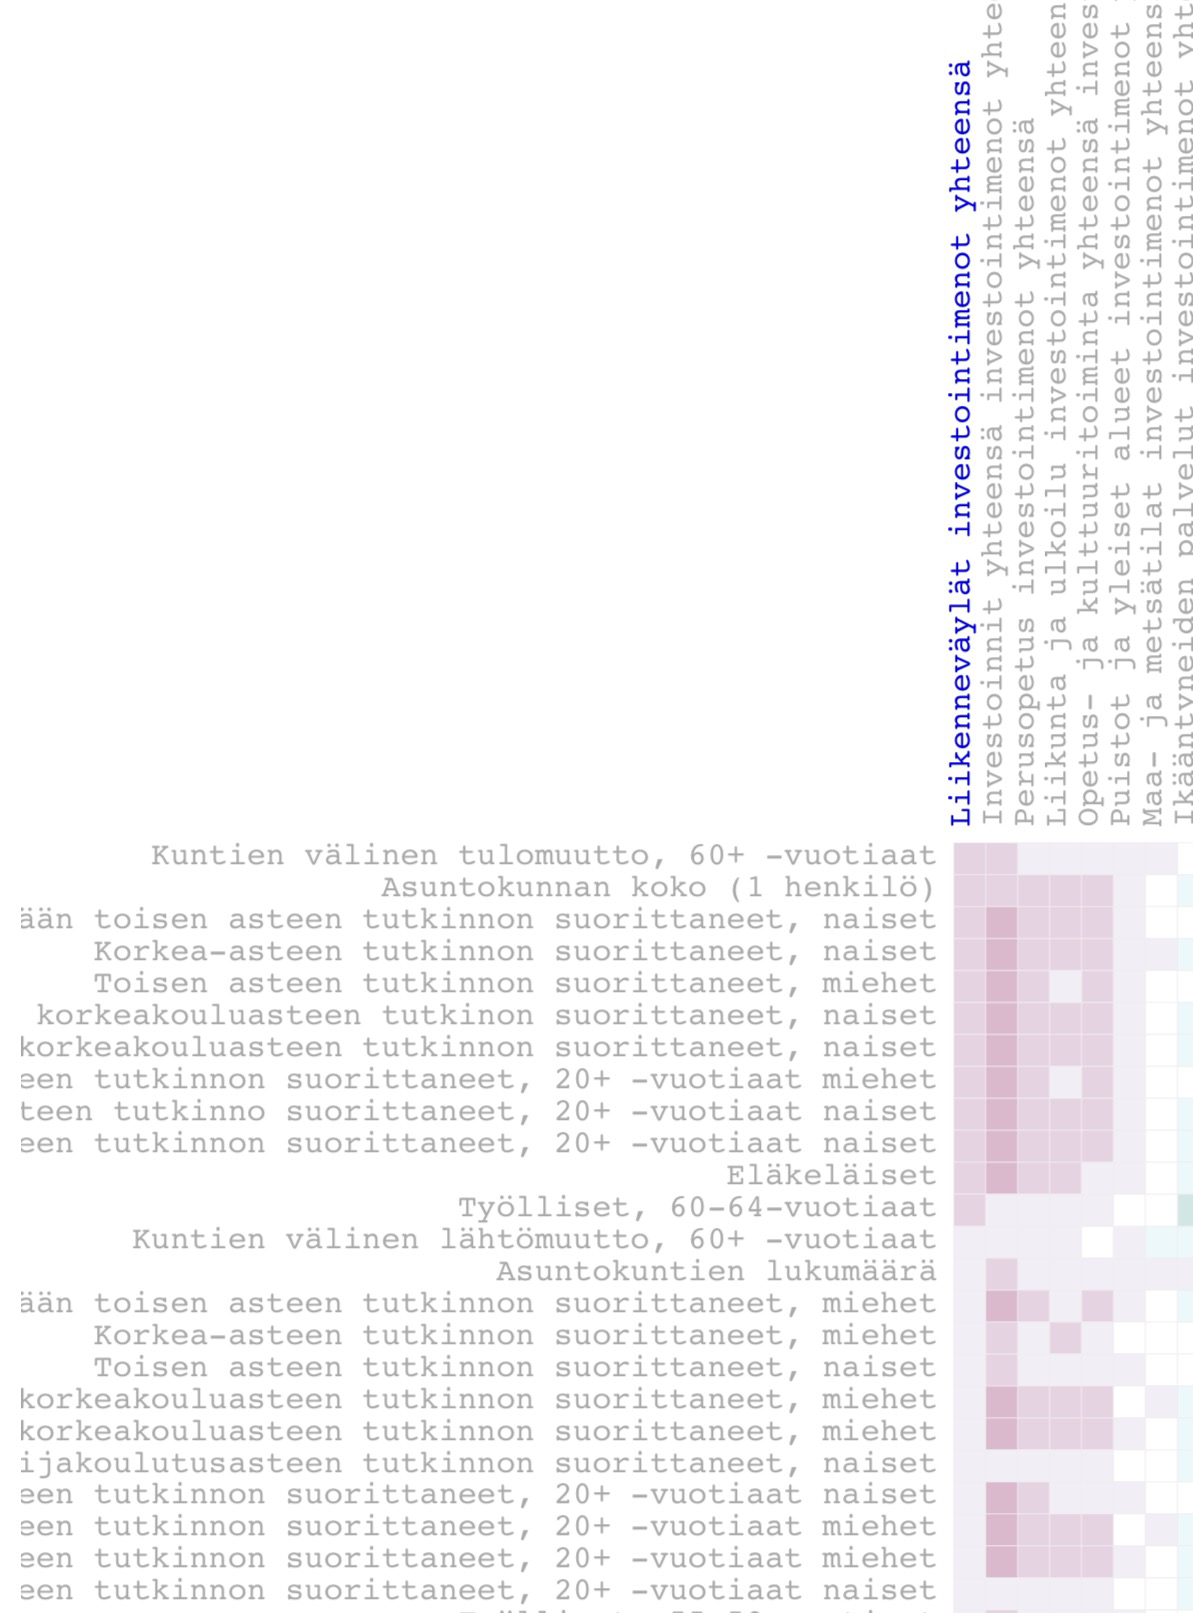 Liikenneväylät investointimenot yhteensä
Investoinnit yhteensä investointimenot yhte
Perusopetus investointimenot yhteensä
Liikunta ja ulkoilu investointimenot yhteen
Opetus- ja kulttuuritoiminta yhteensä inves
Puistot ja yleiset alueet investointimenot
Maa- ja metsätilat investointimenot yhteens
Ikääntyneiden palvelut investointimenot yht
Kuntien välinen tulomuutto, 60+ -vuotiaat
Asuntokunnan koko (1 henkilö)
ään toisen asteen tutkinnon suorittaneet, naiset
Korkea-asteen tutkinnon suorittaneet, naiset
Toisen asteen tutkinnon suorittaneet, miehet
korkeakouluasteen tutkinon suorittaneet, naiset
korkeakouluasteen tutkinnon suorittaneet, naiset
een tutkinnon suorittaneet, 20+ -vuotiaat miehet
teen tutkinno suorittaneet, 20+ -vuotiaat naiset
een tutkinnon suorittaneet, 20+ -vuotiaat naiset
Eläkeläiset
Työlliset, 60-64-vuotiaat
Kuntien välinen lähtömuutto, 60+ -vuotiaat
Asuntokuntien lukumäärä
ään toisen asteen tutkinnon suorittaneet, miehet
Korkea-asteen tutkinnon suorittaneet, miehet
Toisen asteen tutkinnon suorittaneet, naiset
korkeakouluasteen tutkinnon suorittaneet, miehet
korkeakouluasteen tutkinnon suorittaneet, miehet
ijakoulutusasteen tutkinnon suorittaneet, naiset
een tutkinnon suorittaneet, 20+ -vuotiaat naiset
een tutkinnon suorittaneet, 20+ -vuotiaat miehet
een tutkinnon suorittaneet, 20+ -vuotiaat miehet
een tutkinnon suorittaneet, 20+ -vuotiaat naiset